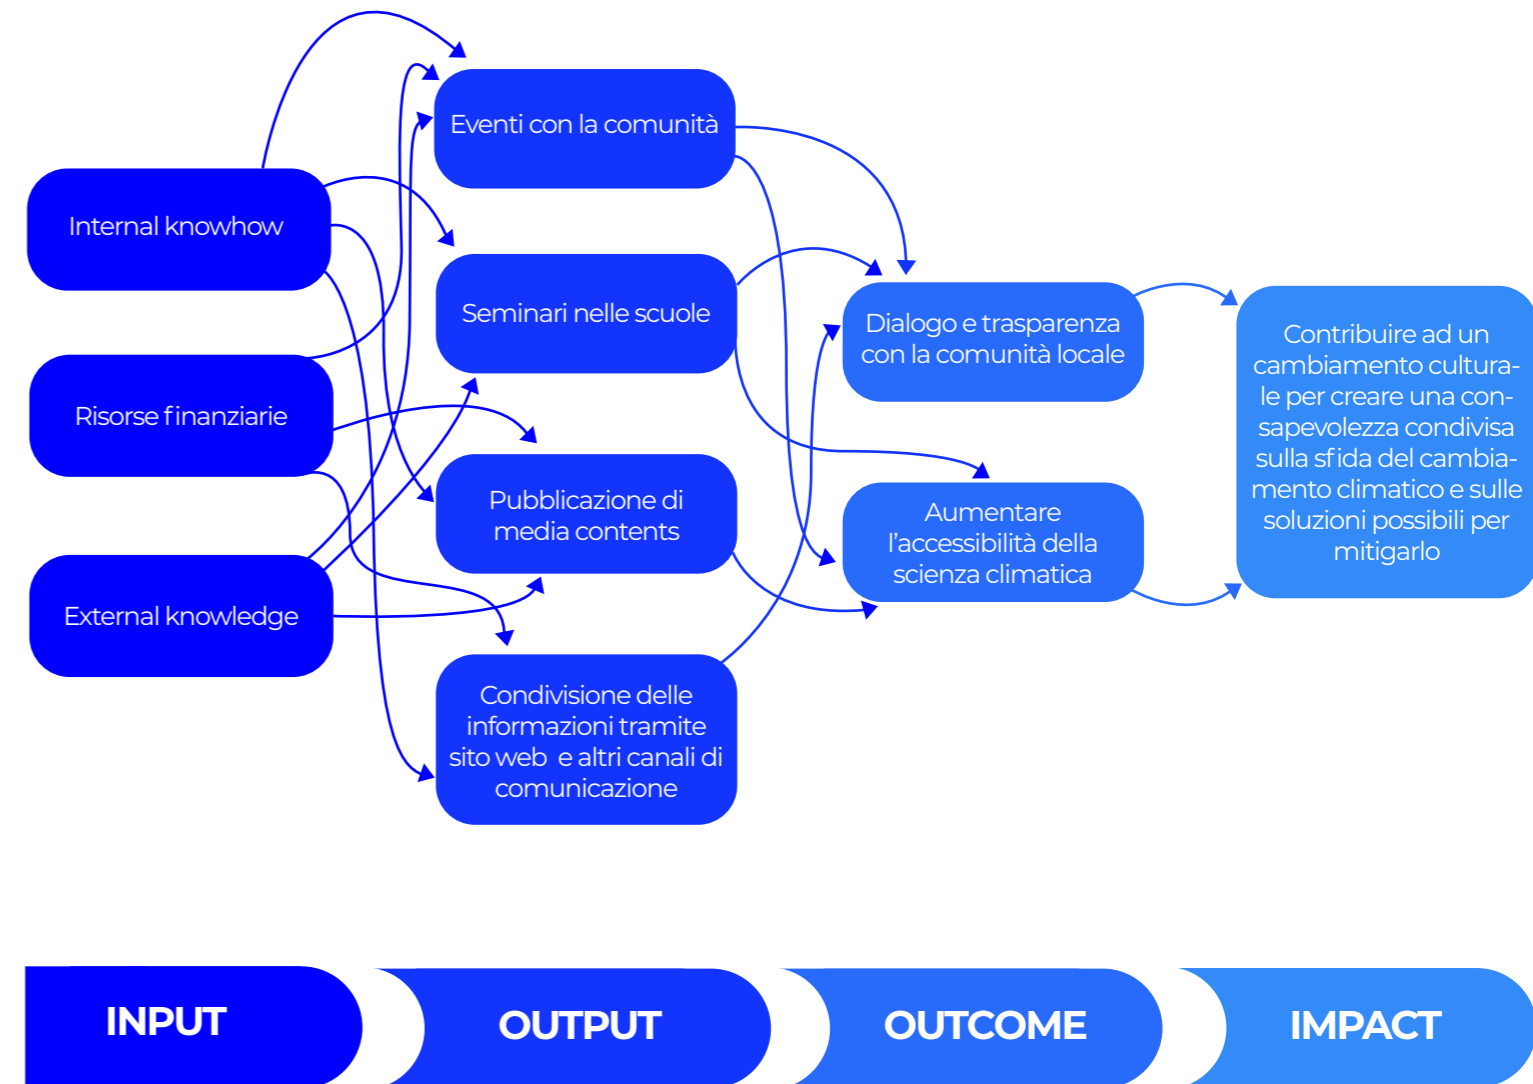 Internal knowhow
Risorse finanziarie
External knowledge
Eventi con la comunità
Seminari nelle scuole
Pubblicazione di
media contents
Condivisione delle
informazioni tramite
sito web e altri canali di
comunicazione
Dialogo e trasparenza
con la comunità locale
Aumentare
l’accessibilità della
scienza climatica
Contribuire ad un
cambiamento cultura-
le per creare una con-
sapevolezza condivisa
sulla sfida del cambia-
mento climatico e sulle
soluzioni possibili per
mitigarlo
INPUT
OUTPUT
OUTCOME
IMPACT